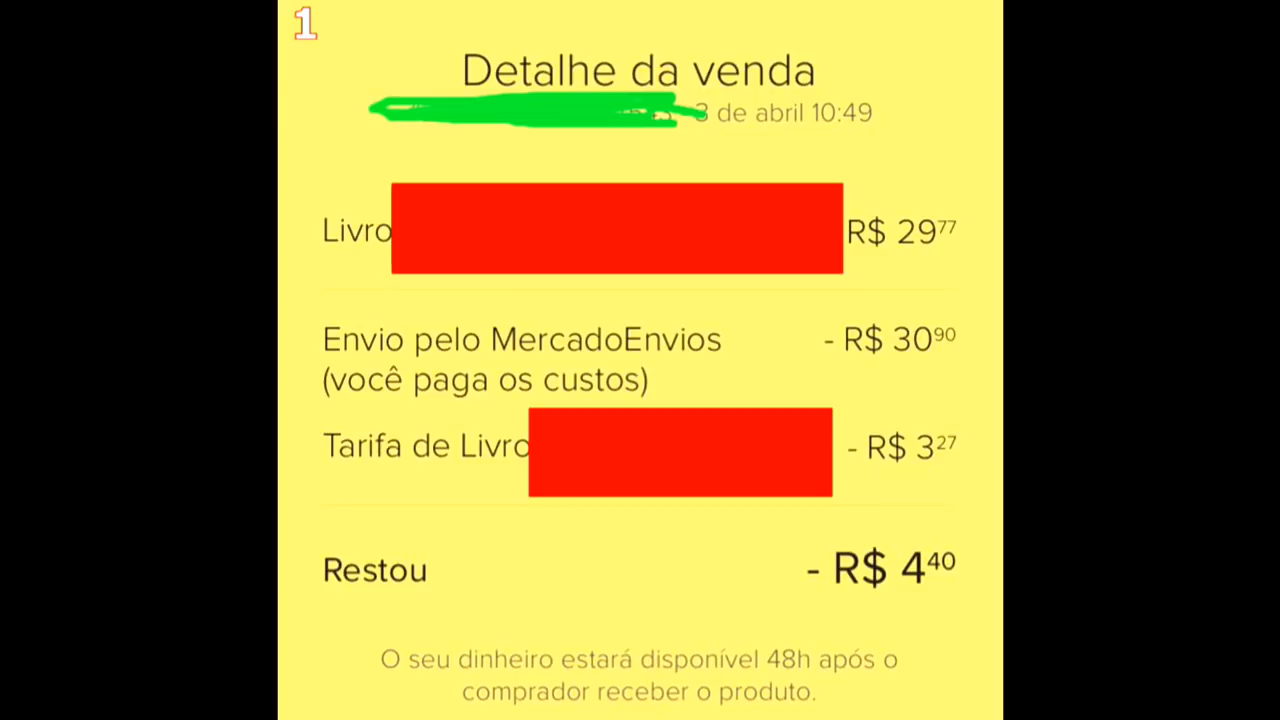 1
Detalhe da venda
3 de abril 10:49
Livro R$ 29⁷⁷
Envio pelo MercadoEnvios - R$ 30⁹⁰
(você paga os custos)
Tarifa de Livro - R$ 3²⁷
Restou - R$ 4⁴⁰
O seu dinheiro estará disponível 48h após o
comprador receber o produto.